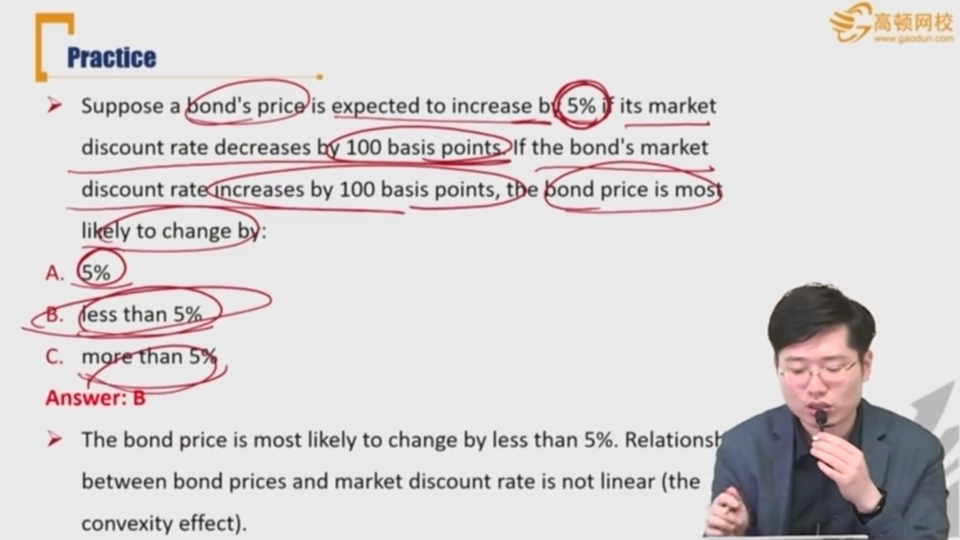 高顿网校
www.gaodun.com
Practice
Suppose a bond's price is expected to increase by 5% if its market
discount rate decreases by 100 basis points. If the bond's market
discount rate increases by 100 basis points, the bond price is most
likely to change by:
A. 5%
B. less than 5%
C. more than 5%
Answer: B
The bond price is most likely to change by less than 5%. Relationsh
between bond prices and market discount rate is not linear (the
convexity effect).